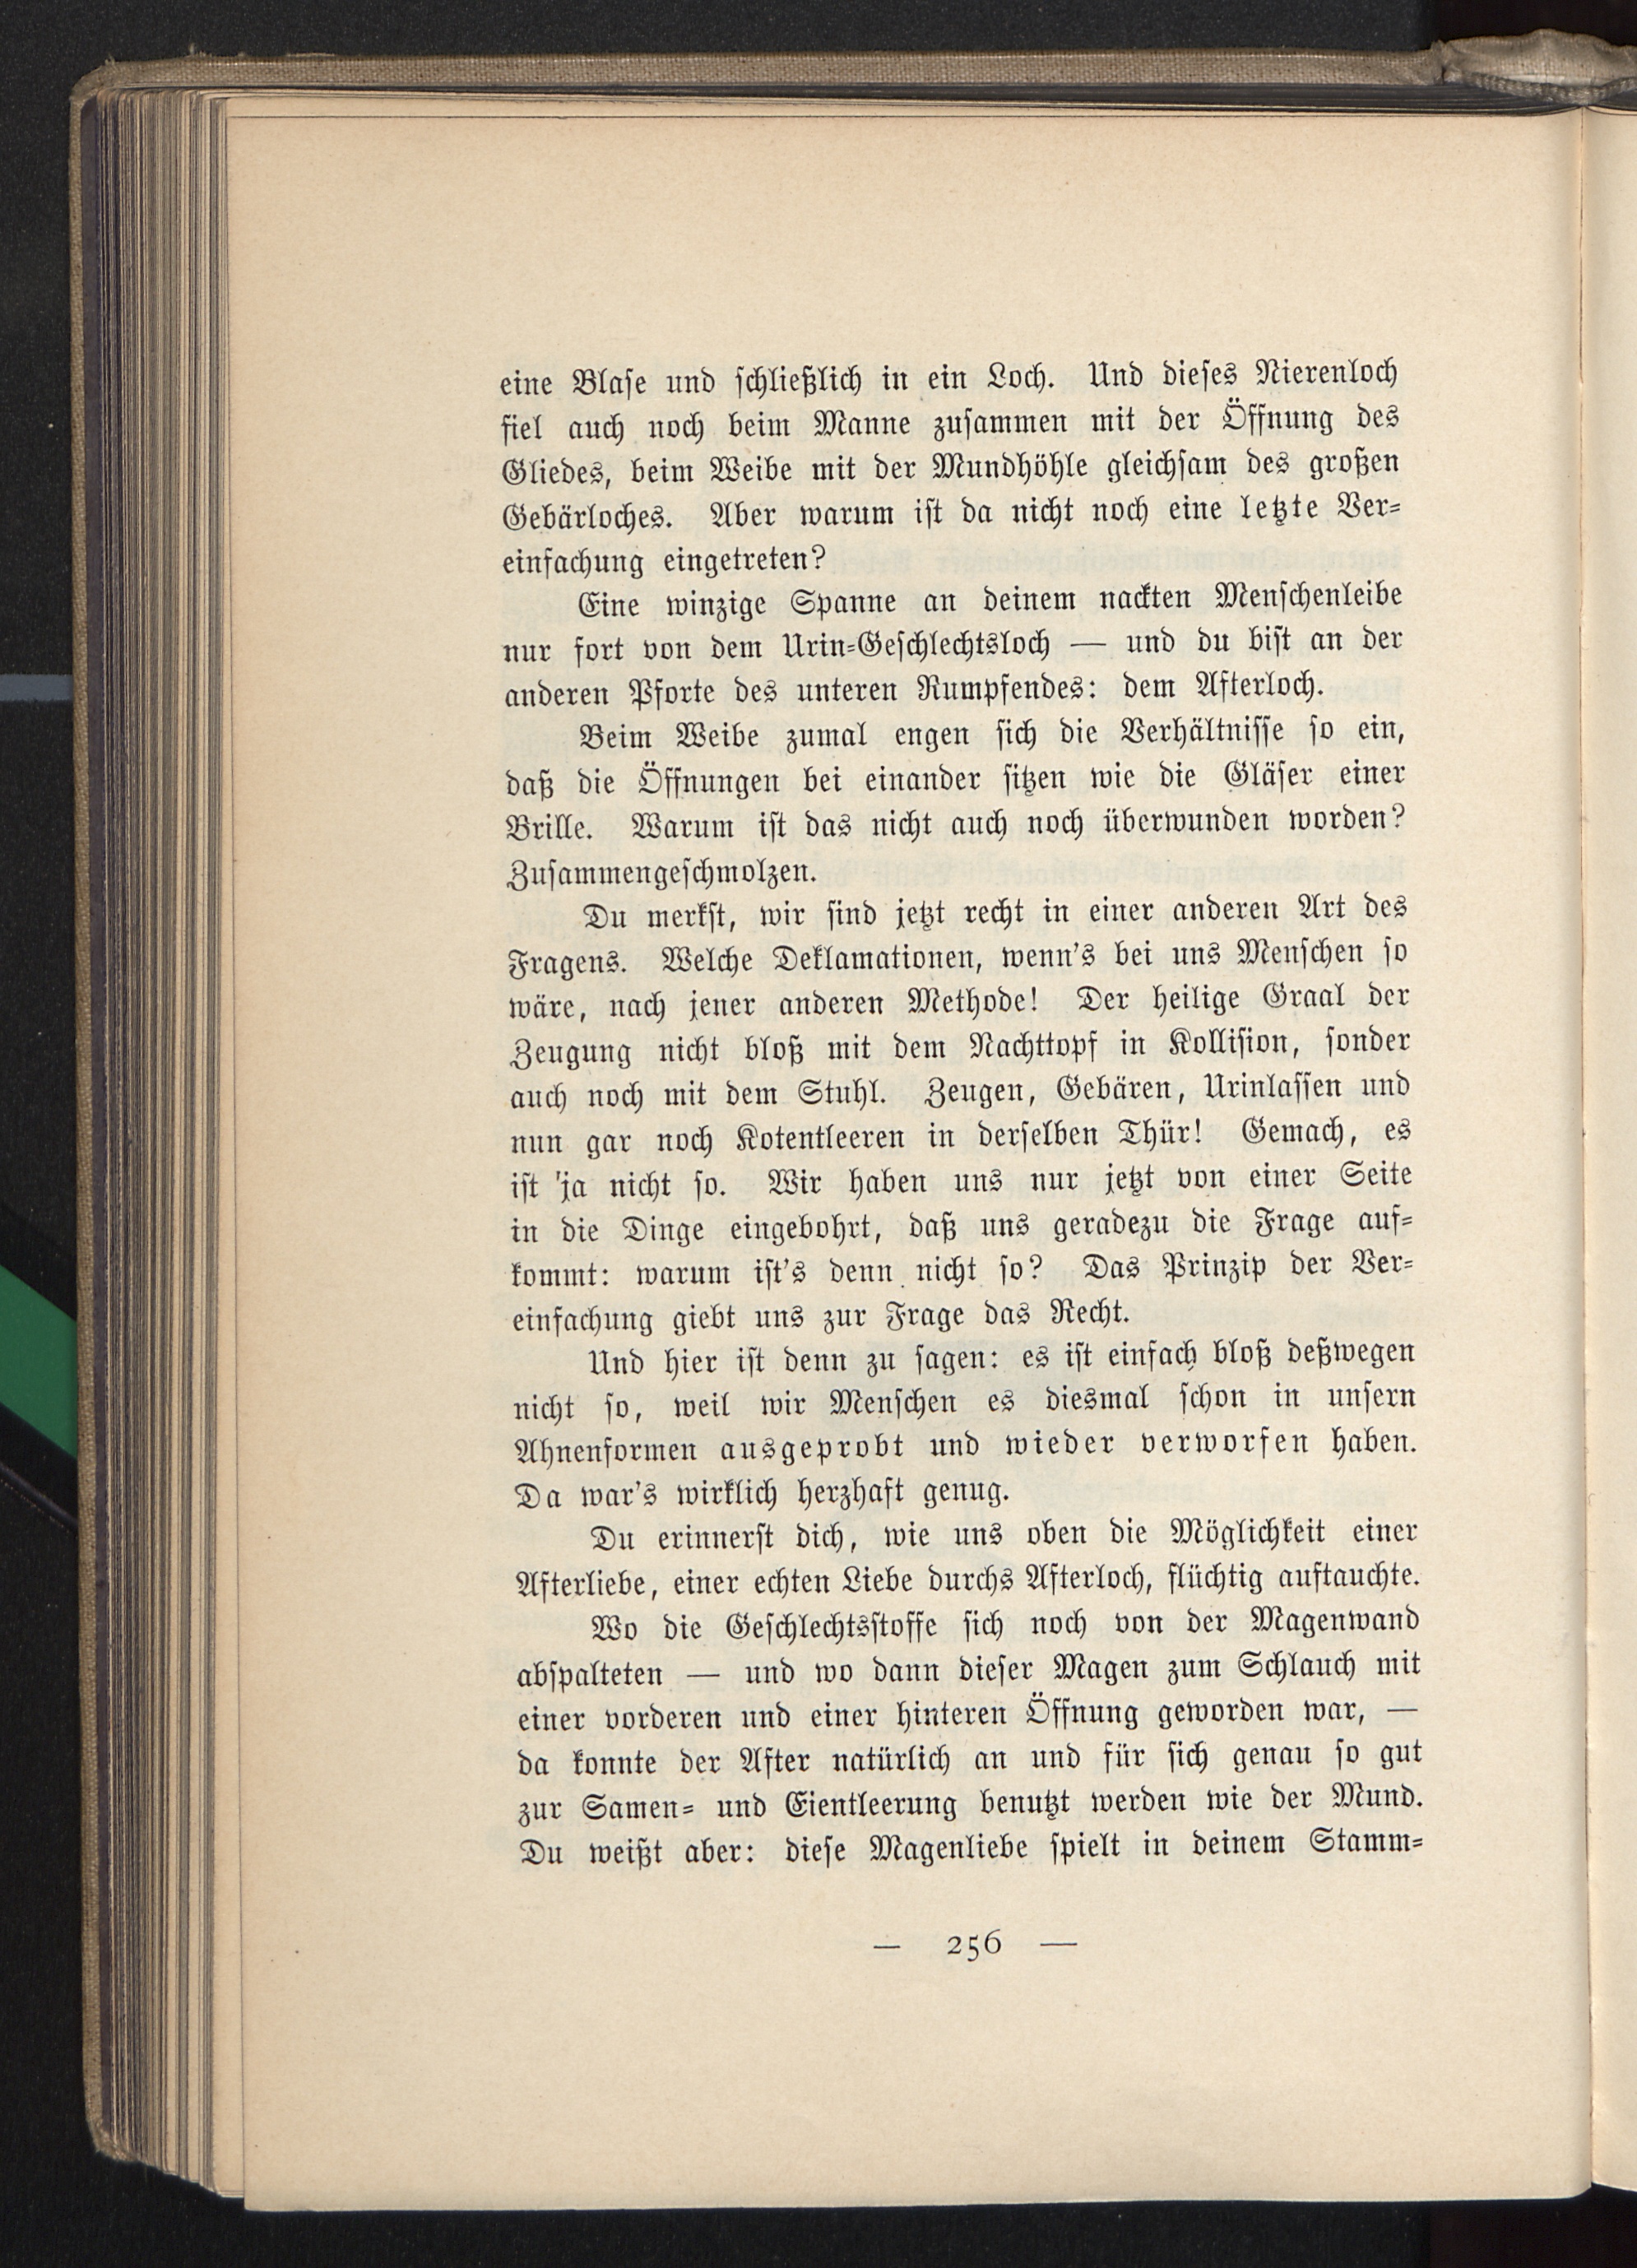 eine Blase und schließlich in ein Loch. Und dieses Nierenloch
fiel auch noch beim Manne zusammen mit der Öffnung des
Gliedes, beim Weibe mit der Mundhöhle gleichsam des großen
Gebärloches. Aber warum ist da nicht noch eine letzte Ver-
einfachung eingetreten?
Eine winzige Spanne an deinem nackten Menschenleibe
nur fort von dem Urin-Geschlechtsloch — und du bist an der
anderen Pforte des unteren Rumpfendes: dem Afterloch.
Beim Weibe zumal engen sich die Verhältnisse so ein,
daß die Öffnungen bei einander sitzen wie die Gläser einer
Brille. Warum ist das nicht auch noch überwunden worden?
Zusammengeschmolzen.
Du merkst, wir sind jetzt recht in einer anderen Art des
Fragens. Welche Deklamationen, wenn's bei uns Menschen so
wäre, nach jener anderen Methode! Der heilige Graal der
Zeugung nicht bloß mit dem Nachttopf in Kollision, sonder
auch noch mit dem Stuhl. Zeugen, Gebären, Urinlassen und
nun gar noch Kotentleeren in derselben Thür! Gemach, es
ist 'ja nicht so. Wir haben uns nur jetzt von einer Seite
in die Dinge eingebohrt, daß uns geradezu die Frage auf-
kommt: warum ist's denn nicht so? Das Prinzip der Ver-
einfachung giebt uns zur Frage das Recht.
Und hier ist denn zu sagen: es ist einfach bloß deßwegen
nicht so, weil wir Menschen es diesmal schon in unsern
Ahnenformen ausgeprobt und wieder verworfen haben.
Da war's wirklich herzhaft genug.
Du erinnerst dich, wie uns oben die Möglichkeit einer
Afterliebe, einer echten Liebe durchs Afterloch, flüchtig auftauchte.
Wo die Geschlechtsstoffe sich noch von der Magenwand
abspalteten — und wo dann dieser Magen zum Schlauch mit
einer vorderen und einer hinteren Öffnung geworden war, —
da konnte der After natürlich an und für sich genau so gut
zur Samen- und Eientleerung benutzt werden wie der Mund.
Du weißt aber: diese Magenliebe spielt in deinem Stamm-
— 256 —